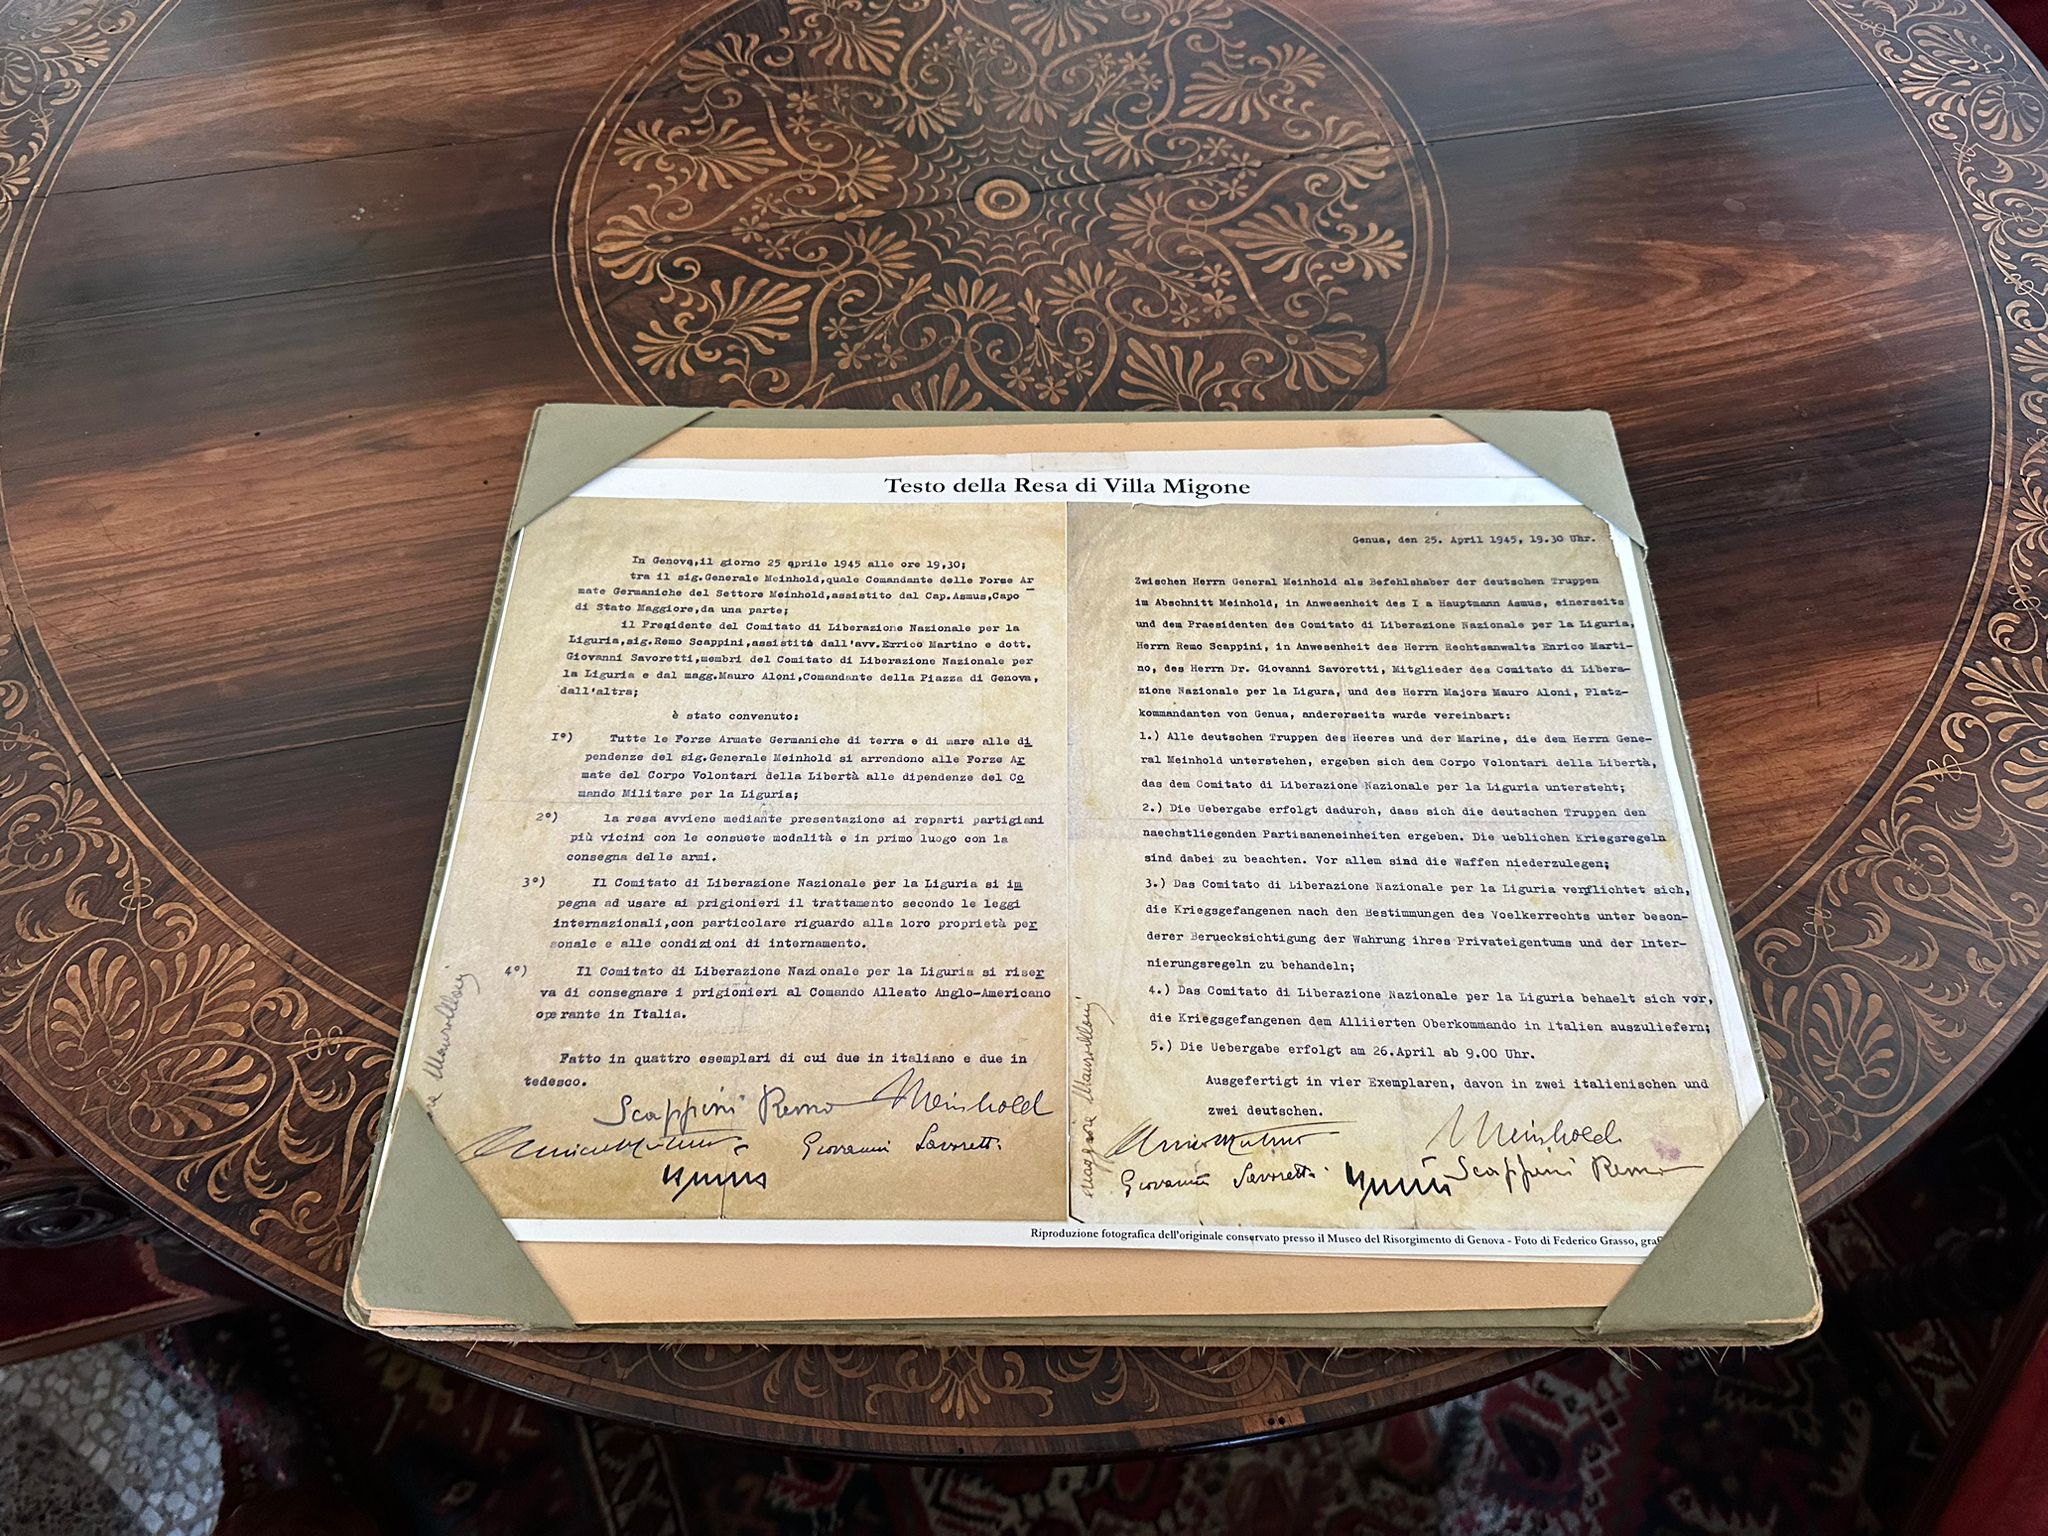 Testo della Resa di Villa Migone
In Genova,il giorno 25 aprile 1945 alle ore 19,30;
tra il sig.Generale Meinhold,quale Comandante delle Forze Ar
mate Germaniche del Settore Meinhold,assistito dal Cap.Asmus,Capo
di Stato Maggiore,da una parte;
il Presidente del Comitato di Liberazione Nazionale per la
Liguria,sig.Remo Scappini,assistito dall'avv.Errico Martino e dott.
Giovanni Savoretti,membri del Comitato di Liberazione Nazionale per
la Liguria e dal magg.Mauro Aloni,Comandante della Piazza di Genova,
dall'altra;
è stato convenuto:
I°) Tutte le Forze Armate Germaniche di terra e di mare alle di
pendenze del sig.Generale Meinhold si arrendono alle Forze Ar
mate del Corpo Volontari della Libertà alle dipendenze del Co
mando Militare per la Liguria;
2°) la resa avviene mediante presentazione ai reparti partigiani
più vicini con le consuete modalità e in primo luogo con la
consegna delle armi.
3°) Il Comitato di Liberazione Nazionale per la Liguria si im
pegna ad usare ai prigionieri il trattamento secondo le leggi
internazionali,con particolare riguardo alla loro proprietà per
sonale e alle condizioni di internamento.
4°) Il Comitato di Liberazione Nazionale per la Liguria si riser
va di consegnare i prigionieri al Comando Alleato Anglo-Americano
operante in Italia.
Fatto in quattro esemplari di cui due in italiano e due in
tedesco.
Scappini Remo Meinhold
Giovanni Savoretti
Genua, den 25. April 1945, 19.30 Uhr.
Zwischen Herrn General Meinhold als Befehlshaber der deutschen Truppen
im Abschnitt Meinhold, in Anwesenheit des I a Hauptmann Asmus, einerseits
und dem Praesidenten des Comitato di Liberazione Nazionale per la Liguria,
Herrn Remo Scappini, in Anwesenheit des Herrn Rechtsanwalts Enrico Marti-
no, des Herrn Dr. Giovanni Savoretti, Mitglieder des Comitato di Libera-
zione Nazionale per la Ligura, und des Herrn Majors Mauro Aloni, Platz-
kommandanten von Genua, andererseits wurde vereinbart:
1.) Alle deutschen Truppen des Heeres und der Marine, die dem Herrn Gene-
ral Meinhold unterstehen, ergeben sich dem Corpo Volontari della Libertà,
das dem Comitato di Liberazione Nazionale per la Liguria untersteht;
2.) Die Uebergabe erfolgt dadurch, dass sich die deutschen Truppen den
naechstliegenden Partisaneneinheiten ergeben. Die ueblichen Kriegsregeln
sind dabei zu beachten. Vor allem sind die Waffen niederzulegen;
3.) Das Comitato di Liberazione Nazionale per la Liguria verpflichtet sich,
die Kriegsgefangenen nach den Bestimmungen des Voelkerrechts unter beson-
derer Beruecksichtigung der Wahrung ihres Privateigentums und der Inter-
nierungsregeln zu behandeln;
4.) Das Comitato di Liberazione Nazionale per la Liguria behaelt sich vor,
die Kriegsgefangenen dem Alliierten Oberkommando in Italien auszuliefern;
5.) Die Uebergabe erfolgt am 26.April ab 9.00 Uhr.
Ausgefertigt in vier Exemplaren, davon in zwei italienischen und
zwei deutschen.
Meinhold
Giovanni Savoretti Scappini Remo
maggiore
Riproduzione fotografica dell'originale conservato presso il Museo del Risorgimento di Genova - Foto di Federico Grasso,